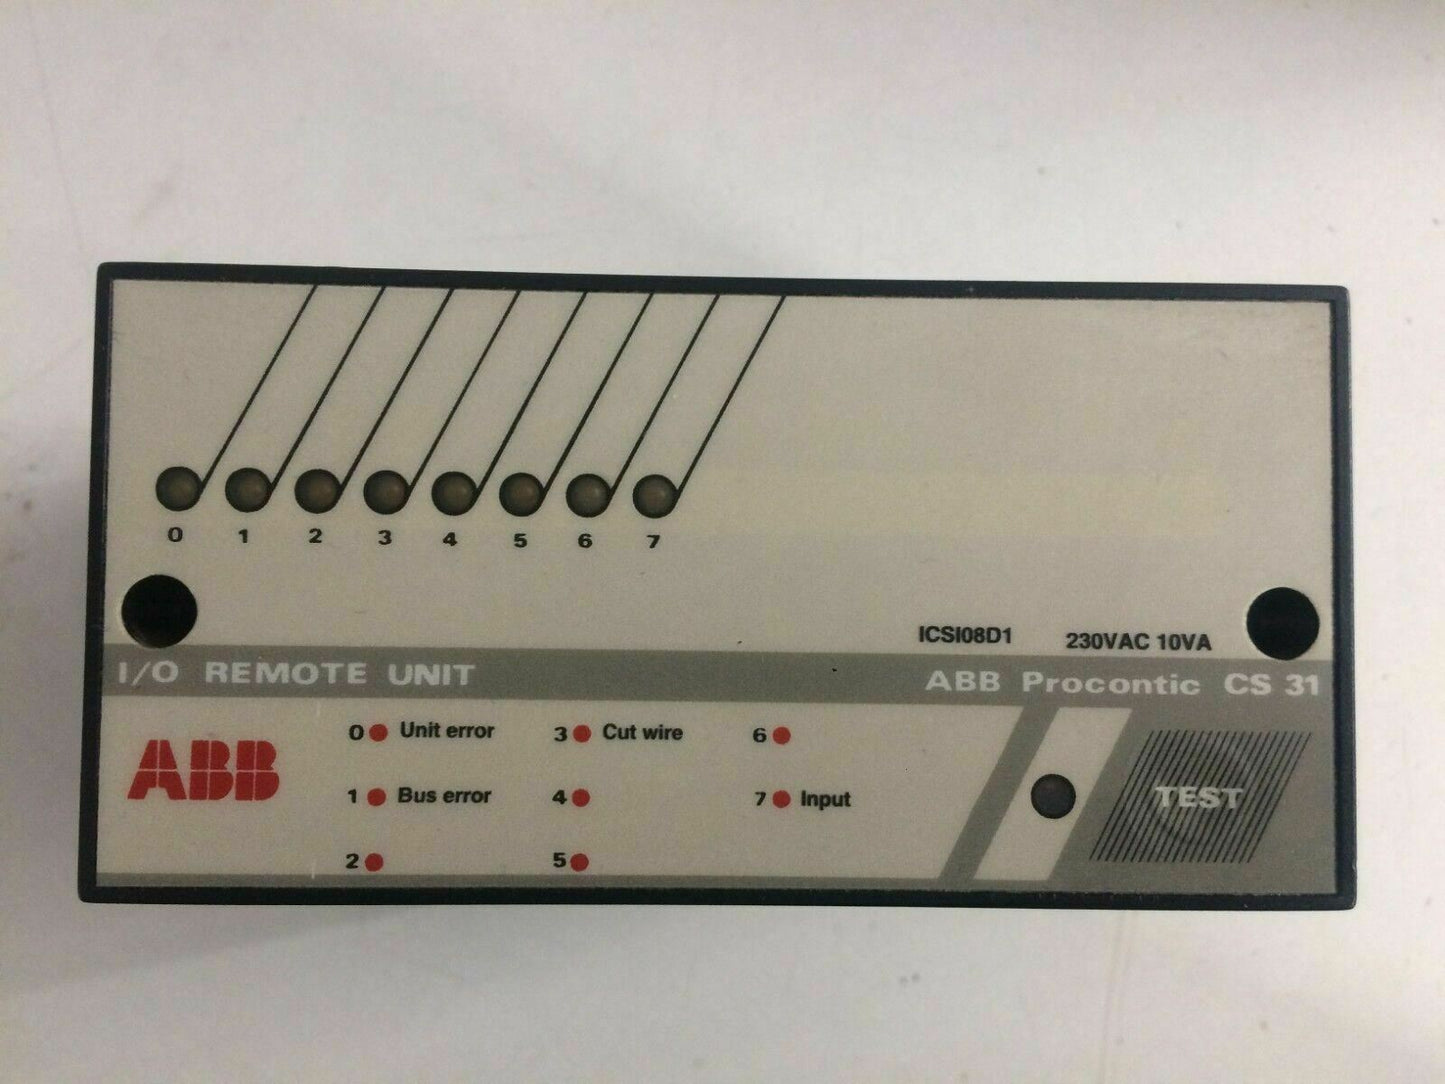 0 1 2 3 4 5 6 7
ICSI08D1 230VAC 10VA
I/O REMOTE UNIT ABB Procontic CS 31
ABB
0 Unit error 3 Cut wire 6
1 Bus error 4 7 Input
2 5
TEST